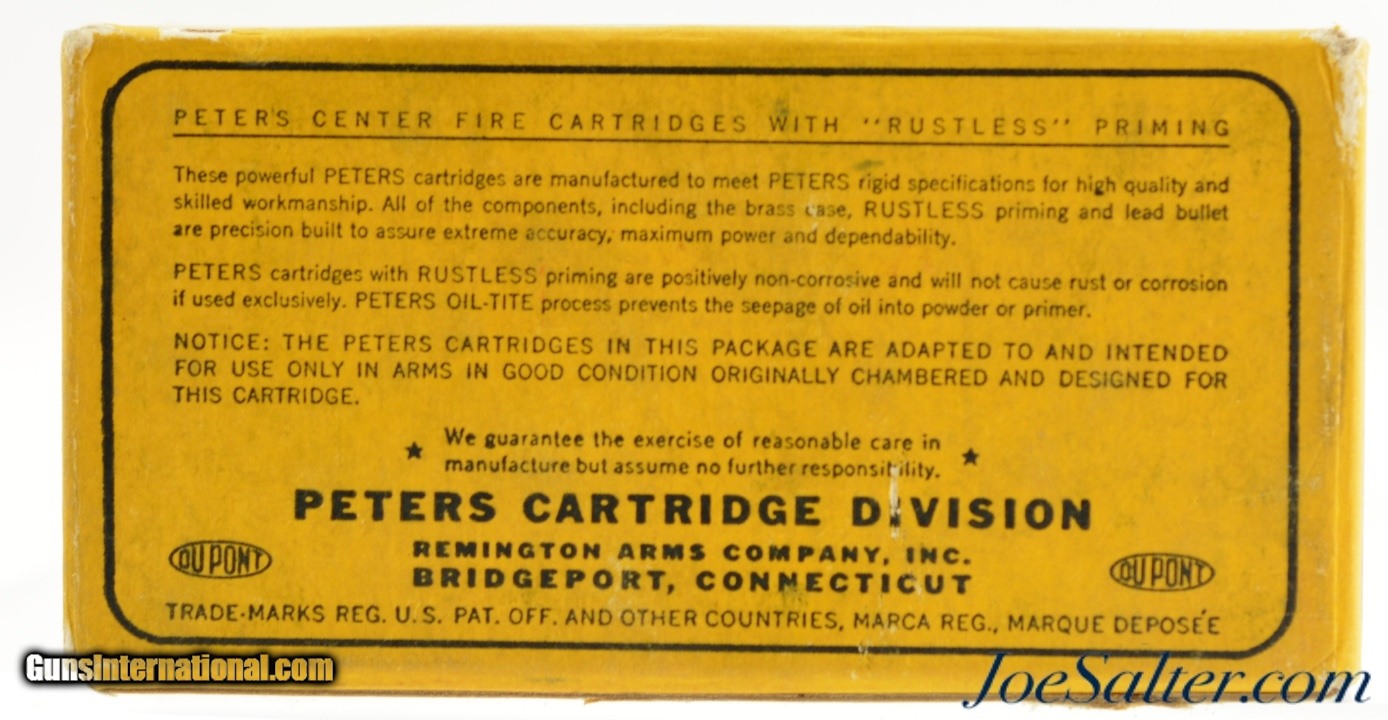 PETERS CENTER FIRE CARTRIDGES WITH "RUSTLESS" PRIMING
These powerful PETERS cartridges are manufactured to meet PETERS rigid specifications for high quality and
skilled workmanship. All of the components, including the brass case, RUSTLESS priming and lead bullet
are precision built to assure extreme accuracy, maximum power and dependability.
PETERS cartridges with RUSTLESS priming are positively non-corrosive and will not cause rust or corrosion
if used exclusively. PETERS OIL-TITE process prevents the seepage of oil into powder or primer.
NOTICE: THE PETERS CARTRIDGES IN THIS PACKAGE ARE ADAPTED TO AND INTENDED
FOR USE ONLY IN ARMS IN GOOD CONDITION ORIGINALLY CHAMBERED AND DESIGNED FOR
THIS CARTRIDGE.
★ We guarantee the exercise of reasonable care in ★
manufacture but assume no further responsibility.
PETERS CARTRIDGE DIVISION
REMINGTON ARMS COMPANY, INC.
DU PONT BRIDGEPORT, CONNECTICUT DU PONT
TRADE-MARKS REG. U.S. PAT. OFF. AND OTHER COUNTRIES, MARCA REG., MARQUE DEPOSÉE
GunsInternational.com
JoeSalter.com